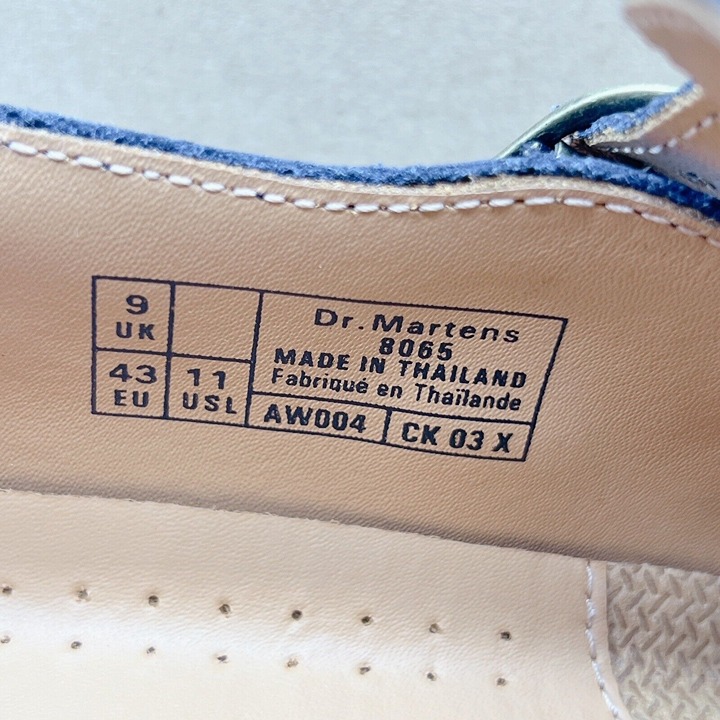 9
UK
43
EU
11
USL
Dr. Martens
8065
MADE IN THAILAND
Fabriqué en Thaïlande
AW004
CK 03 X